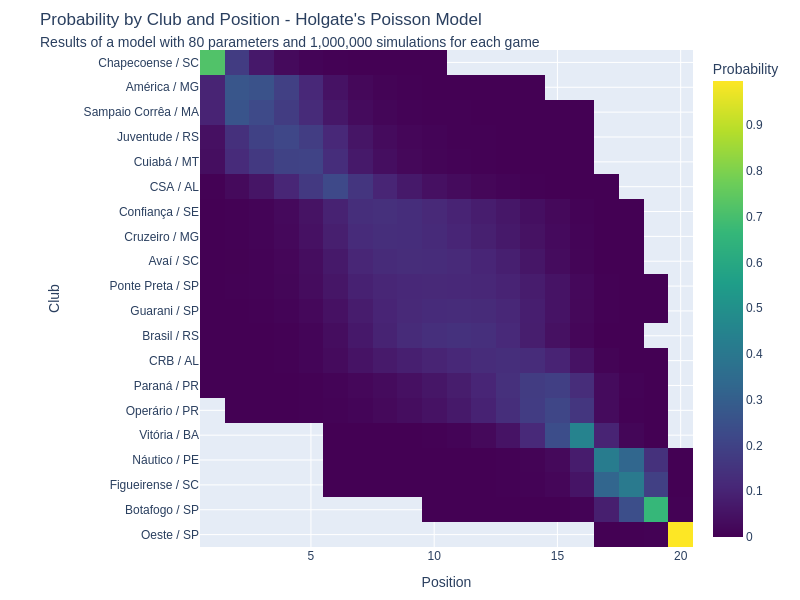 Probability by Club and Position - Holgate's Poisson Model
Results of a model with 80 parameters and 1,000,000 simulations for each game
Probability
Club
Chapecoense / SC
América / MG
Sampaio Corrêa / MA
Juventude / RS
Cuiabá / MT
CSA / AL
Confiança / SE
Cruzeiro / MG
Avaí / SC
Ponte Preta / SP
Guarani / SP
Brasil / RS
CRB / AL
Paraná / PR
Operário / PR
Vitória / BA
Náutico / PE
Figueirense / SC
Botafogo / SP
Oeste / SP
0.9
0.8
0.7
0.6
0.5
0.4
0.3
0.2
0.1
0
5 10 15 20
Position